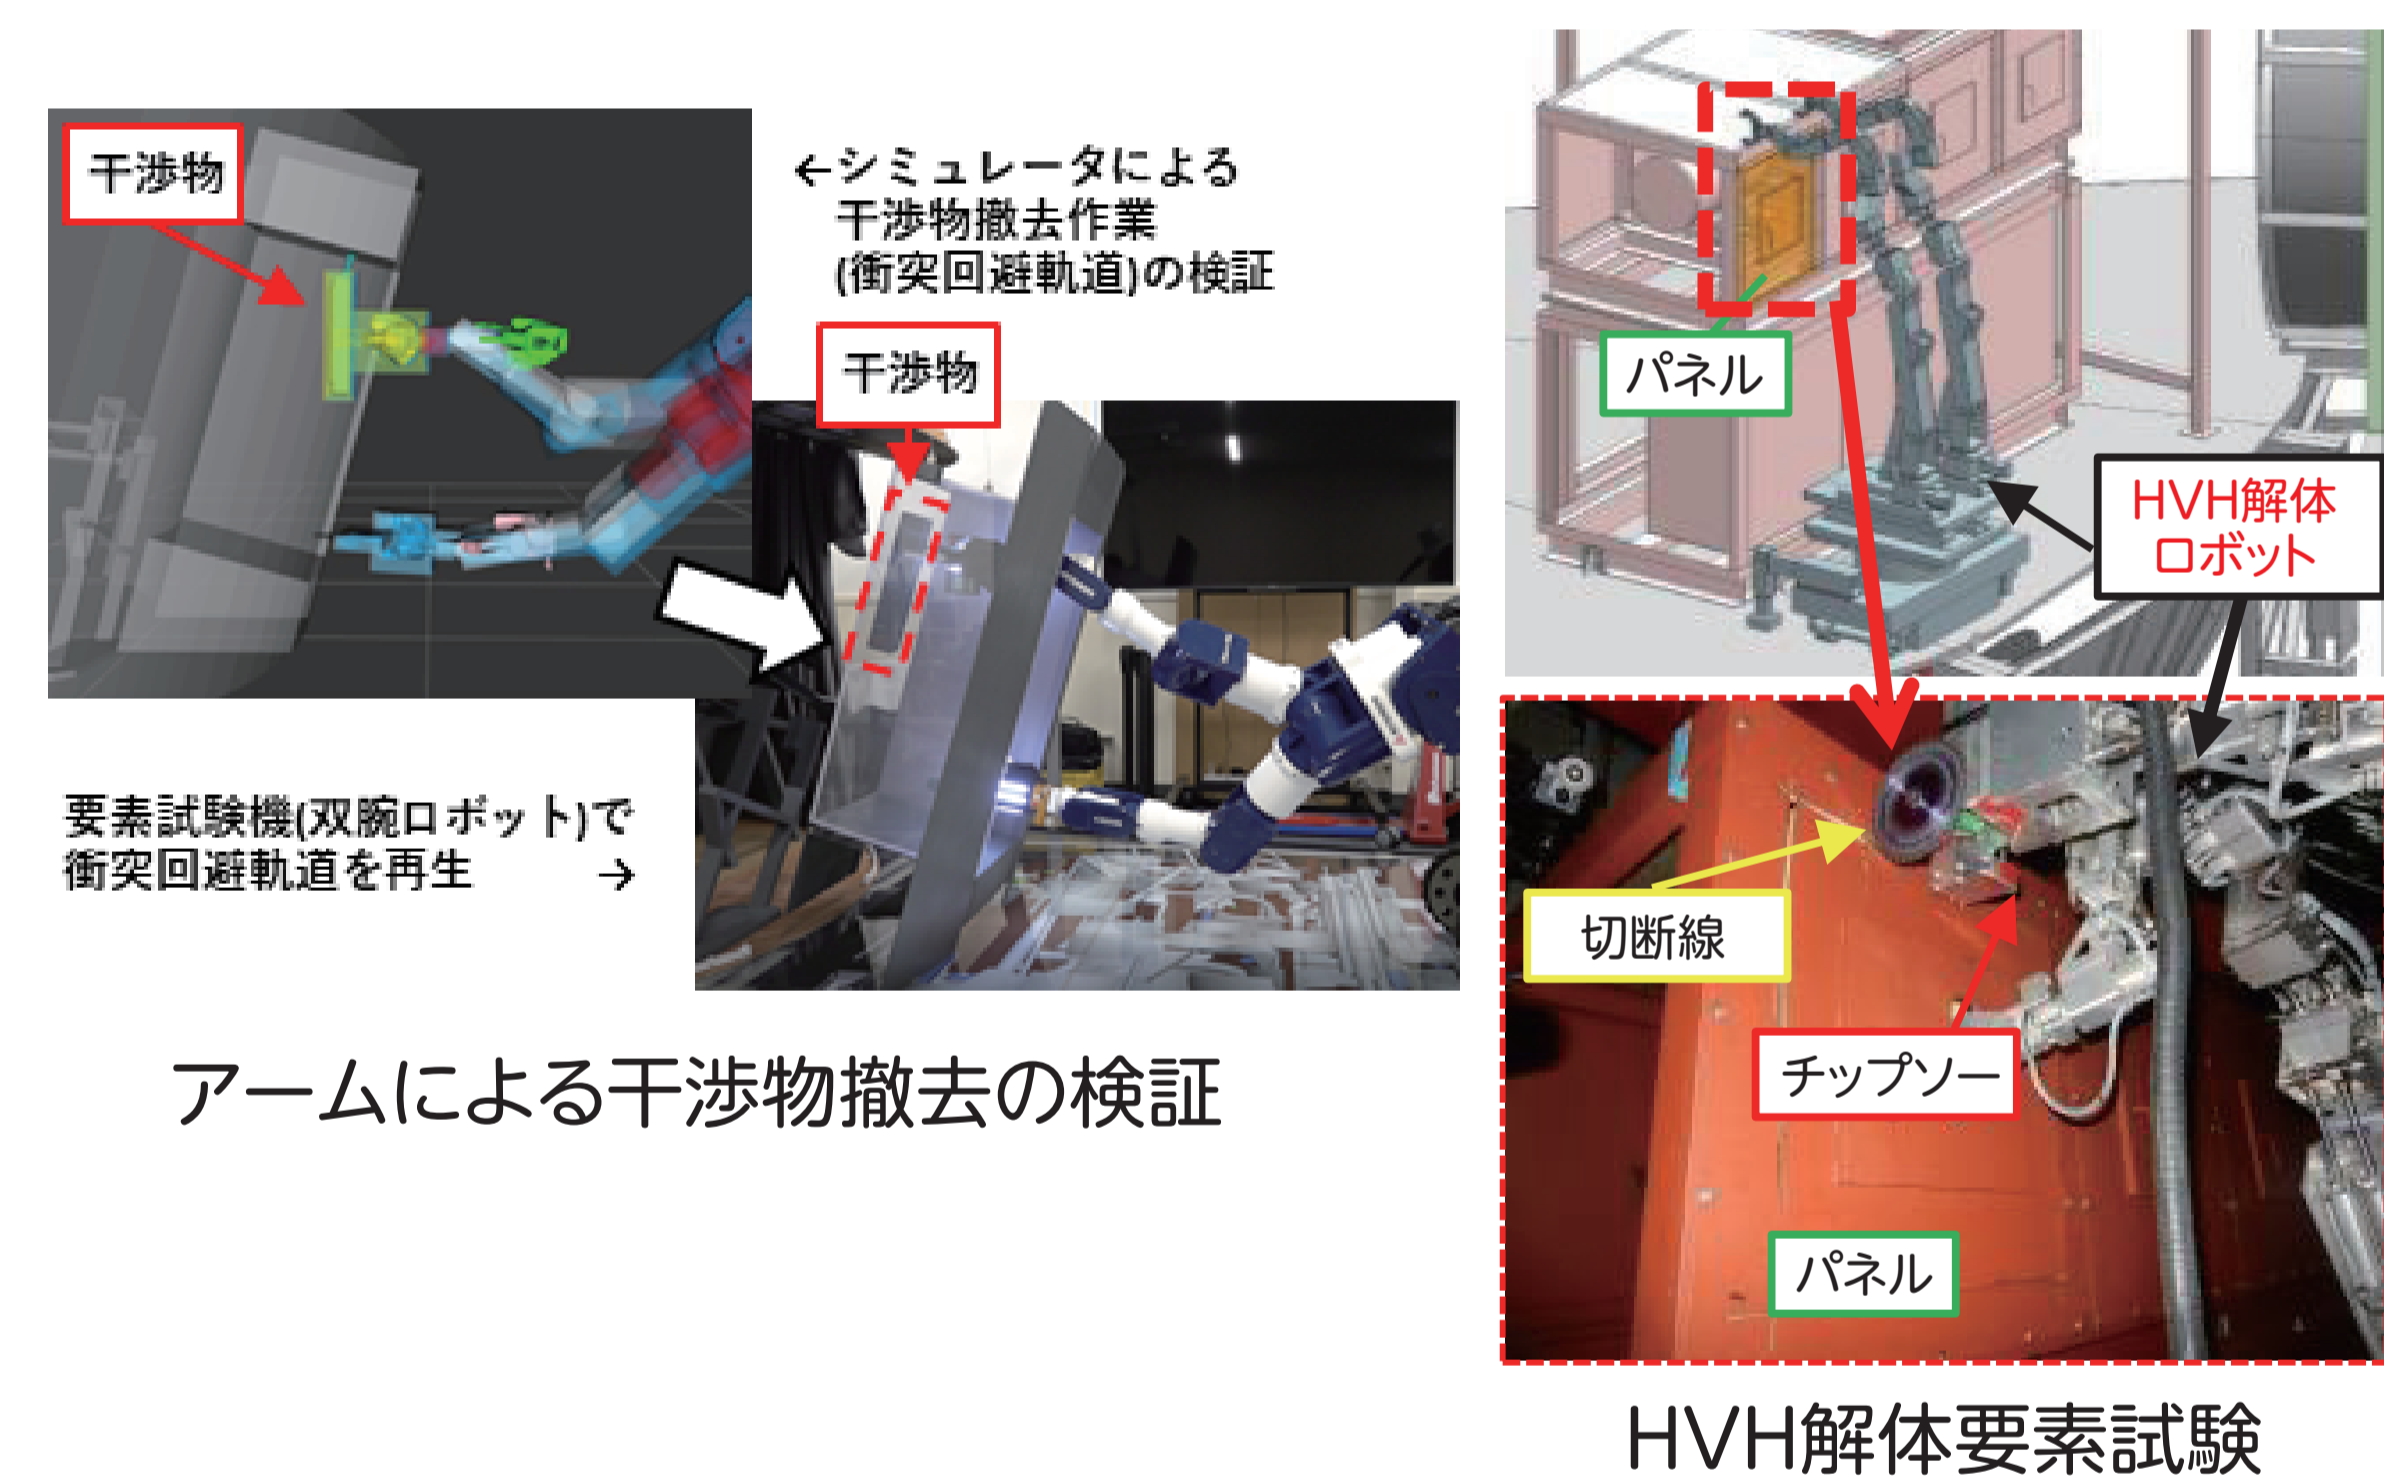 干渉物
←シミュレータによる
干渉物撤去作業
(衝突回避軌道)の検証
干渉物
要素試験機(双腕ロボット)で
衝突回避軌道を再生 →
アームによる干渉物撤去の検証
パネル
HVH解体
ロボット
切断線
チップソー
パネル
HVH解体要素試験